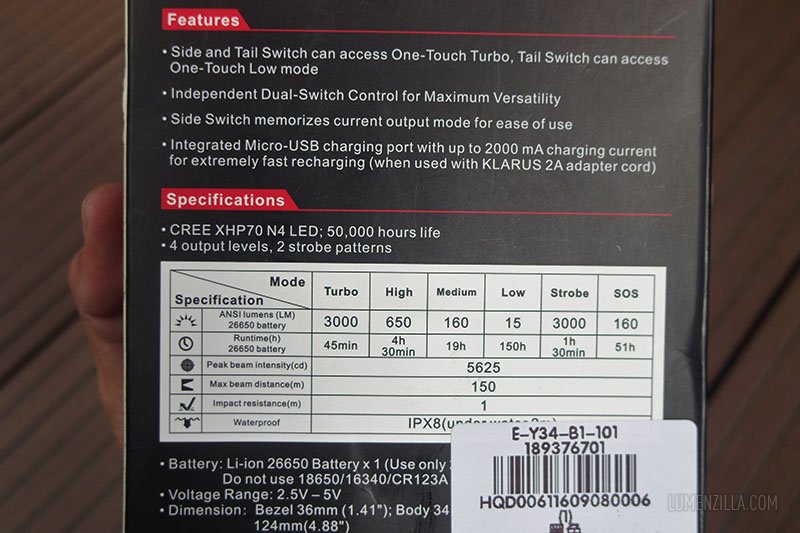 Features
• Side and Tail Switch can access One-Touch Turbo, Tail Switch can access
One-Touch Low mode
• Independent Dual-Switch Control for Maximum Versatility
• Side Switch memorizes current output mode for ease of use
• Integrated Micro-USB charging port with up to 2000 mA charging current
for extremely fast recharging (when used with KLARUS 2A adapter cord)
Specifications
• CREE XHP70 N4 LED; 50,000 hours life
• 4 output levels, 2 strobe patterns
Mode
Specification
Turbo High Medium Low Strobe SOS
ANSI lumens (LM)
26650 battery
3000 650 160 15 3000 160
Runtime(h)
26650 battery
45min 4h 30min 19h 150h 1h 30min 51h
Peak beam intensity(cd) 5625
Max beam distance(m) 150
Impact resistance(m) 1
Waterproof IPX8(under water
• Battery: Li-ion 26650 Battery x 1 (Use only
Do not use 18650/16340/CR123A
• Voltage Range: 2.5V – 5V
• Dimension: Bezel 36mm (1.41"); Body 34
124mm(4.88")
E-Y34-B1-101
189376701
HQD00611609080006
(1)
LUMENZILLA.COM